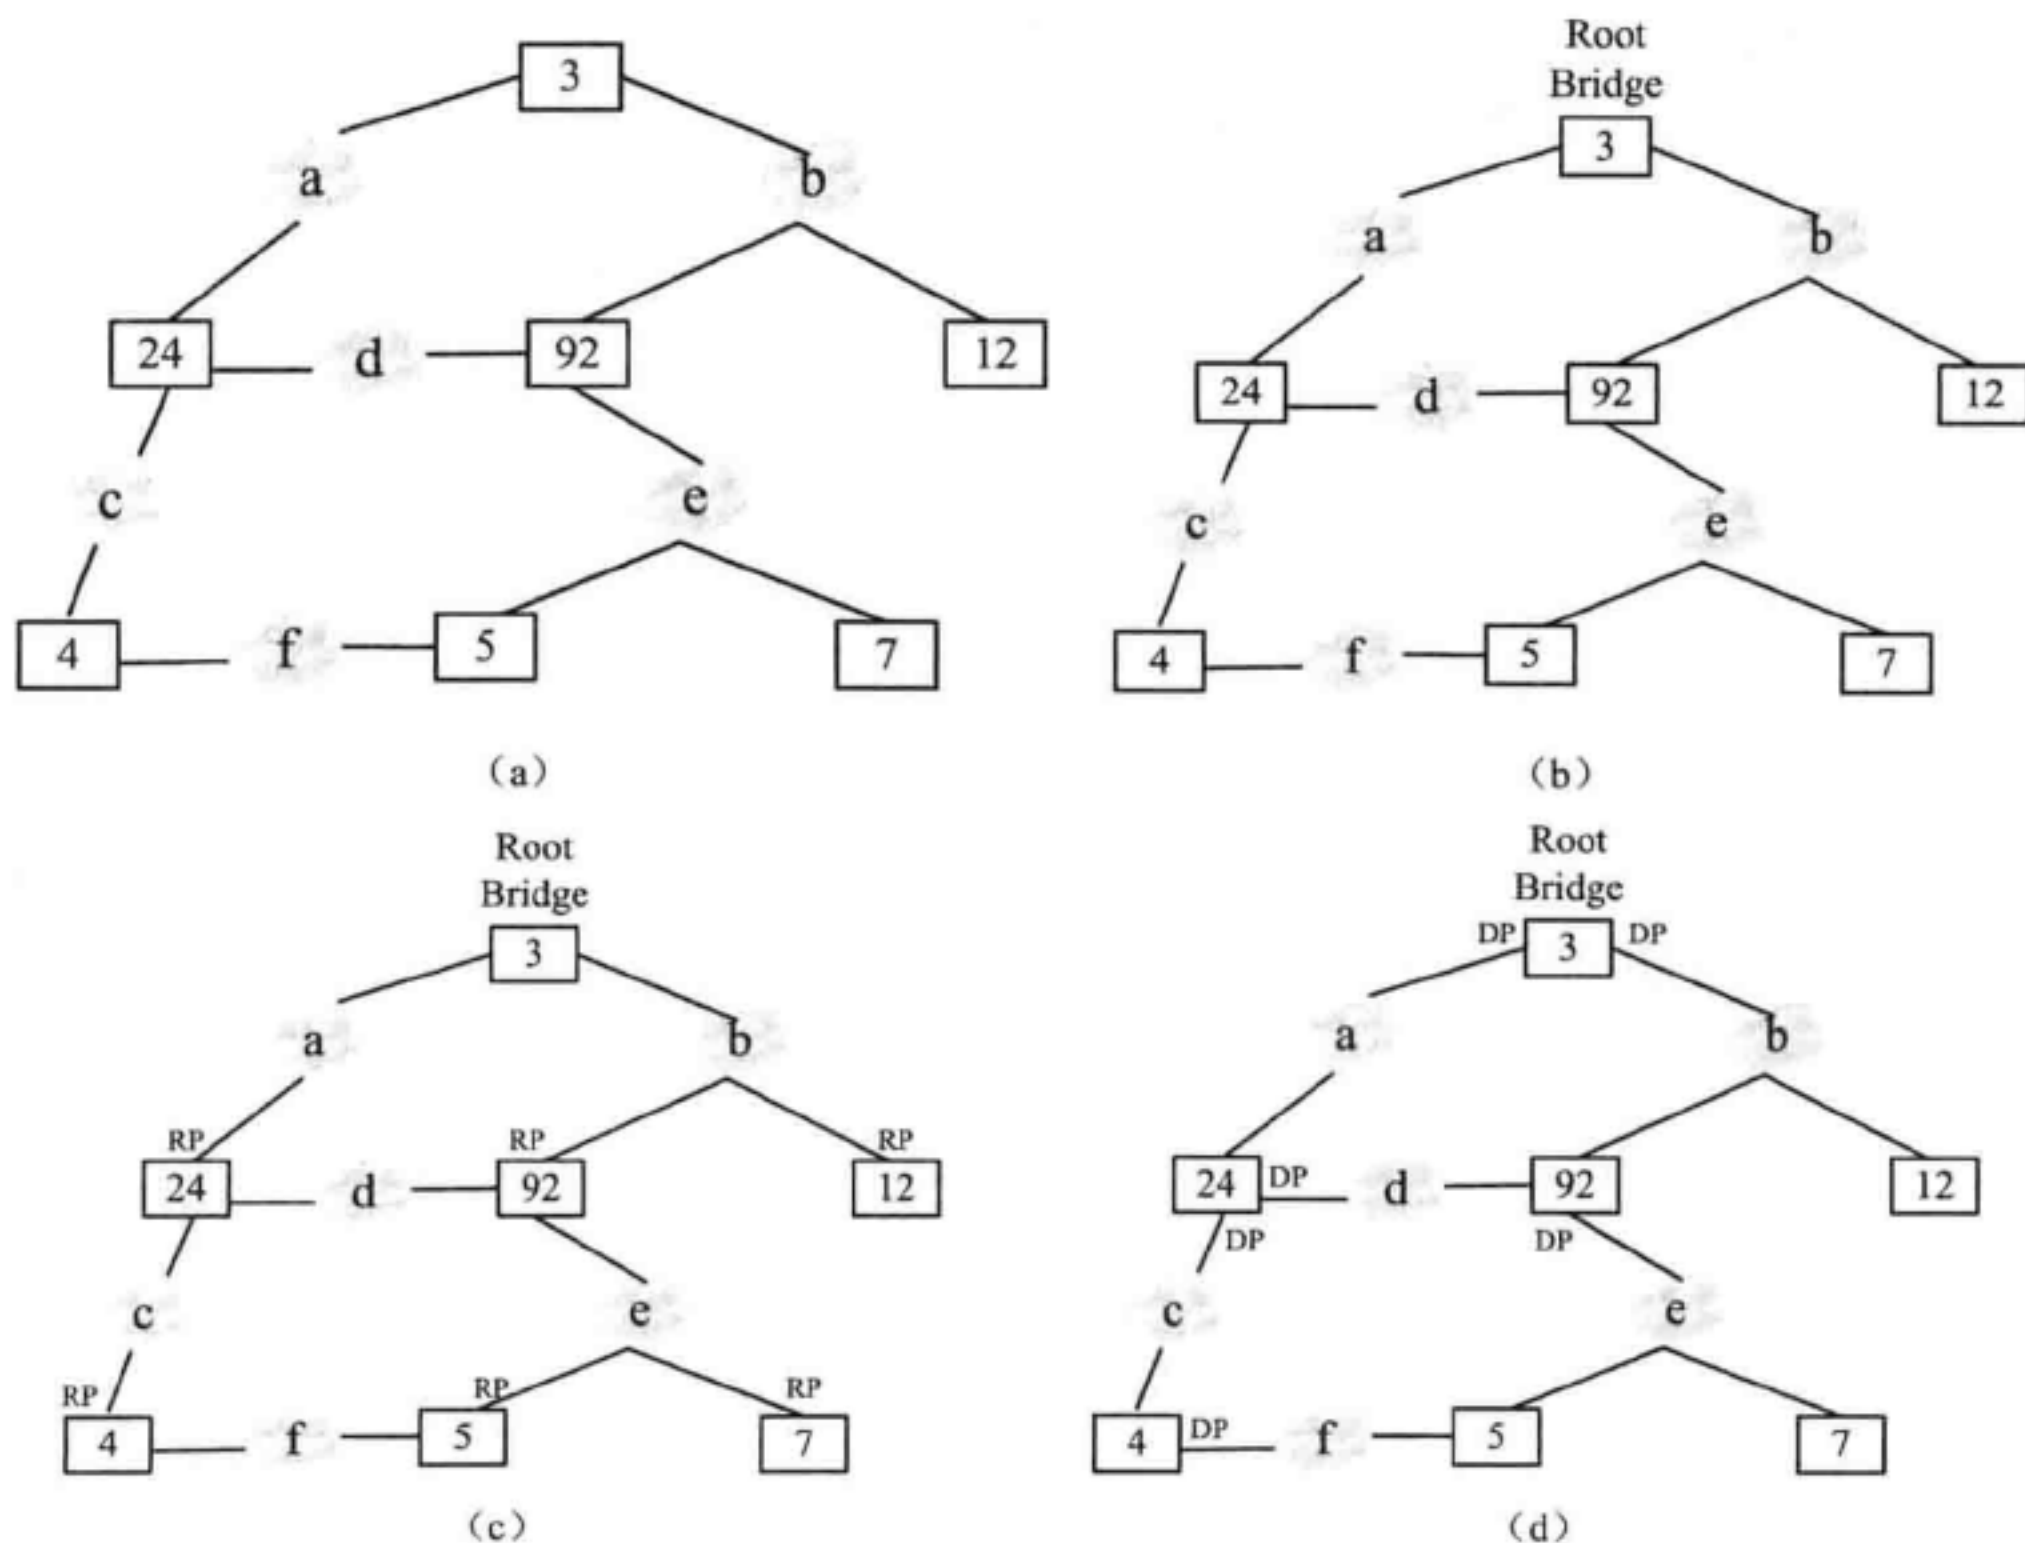 3
a b
24 d 92 12
c e
4 f 5 7
(a)
Root
Bridge
3
a b
24 d 92 12
c e
4 f 5 7
(b)
Root
Bridge
3
a b
RP RP RP
24 d 92 12
c e
RP RP RP
4 f 5 7
(c)
Root
Bridge
DP 3 DP
a b
24 DP d 92 12
DP DP
c e
4 DP f 5 7
(d)